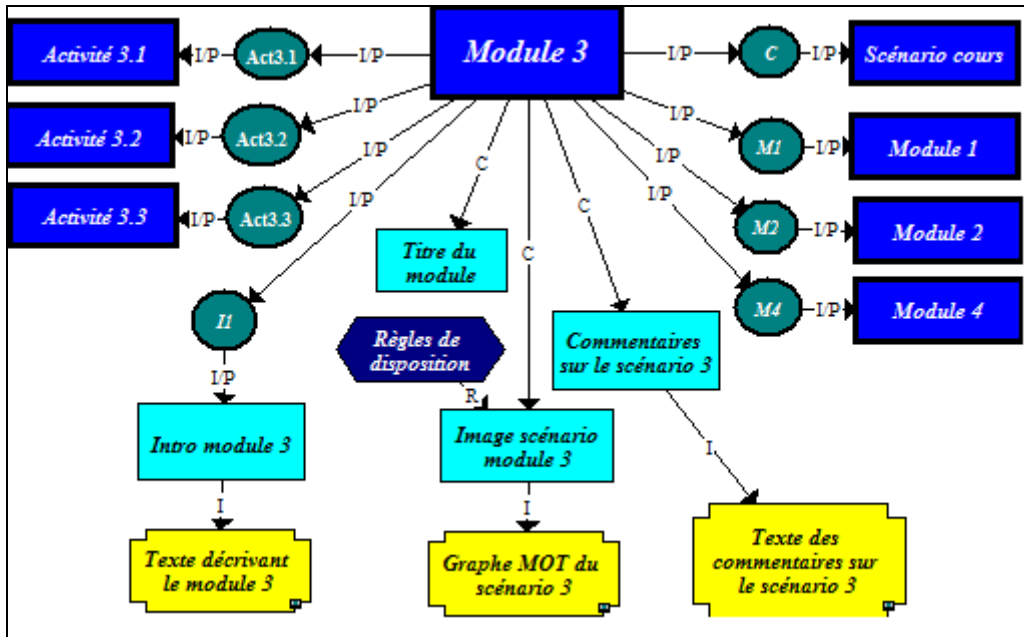 Module 3
Activité 3.1
I/P
Act3.1
I/P
I/P
C
I/P
Scénario cours
Activité 3.2
I/P
Act3.2
I/P
I/P
M1
I/P
Module 1
Activité 3.3
I/P
Act3.3
I/P
I/P
M2
I/P
Module 2
I/P
C
C
C
I/P
M4
I/P
Module 4
Titre du
module
I1
I/P
Règles de
disposition
R
Commentaires
sur le scénario 3
Intro module 3
Image scénario
module 3
I
I
I
Texte décrivant
le module 3
Graphe MOT du
scénario 3
Texte des
commentaires sur
le scénario 3